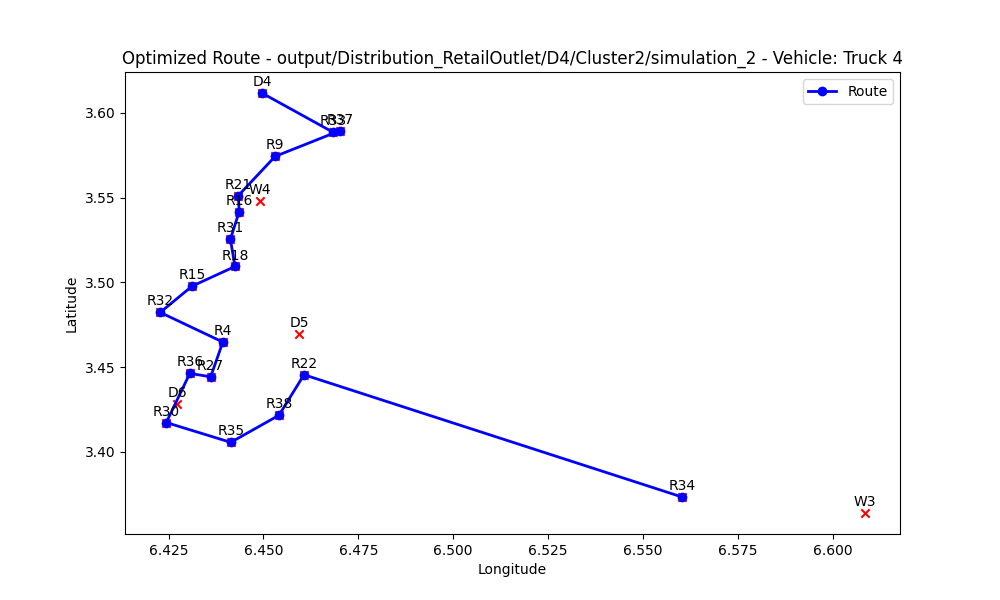 Optimized Route - output/Distribution_RetailOutlet/D4/Cluster2/simulation_2 - Vehicle: Truck 4
Route
D4
R33
R37
R9
R21
W4
R16
R31
R18
R15
R32
D5
R4
R36
R27
R22
D6
R30
R38
R35
R34
W3
3.60
3.55
3.50
3.45
3.40
Latitude
6.425 6.450 6.475 6.500 6.525 6.550 6.575 6.600
Longitude